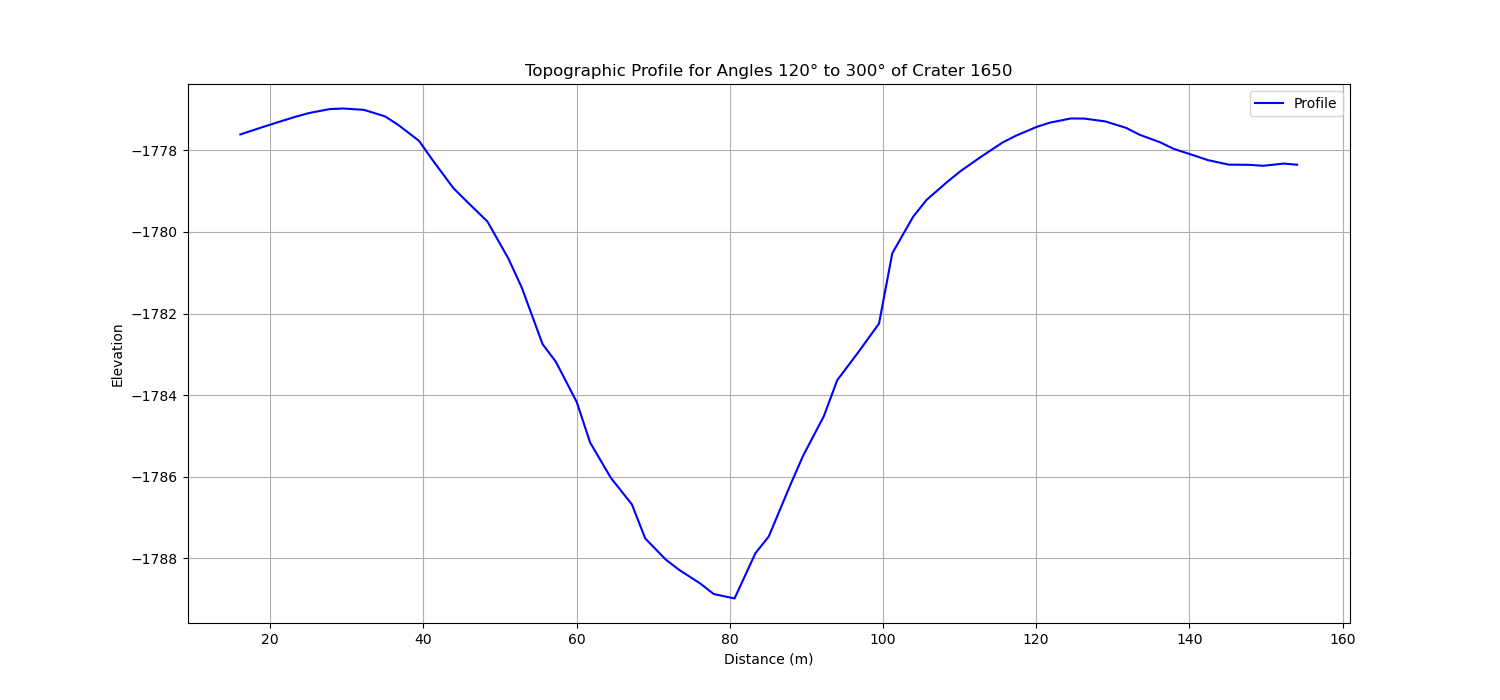 Topographic Profile for Angles 120° to 300° of Crater 1650
Profile
−1778
−1780
−1782
−1784
−1786
−1788
Elevation
20 40 60 80 100 120 140 160
Distance (m)